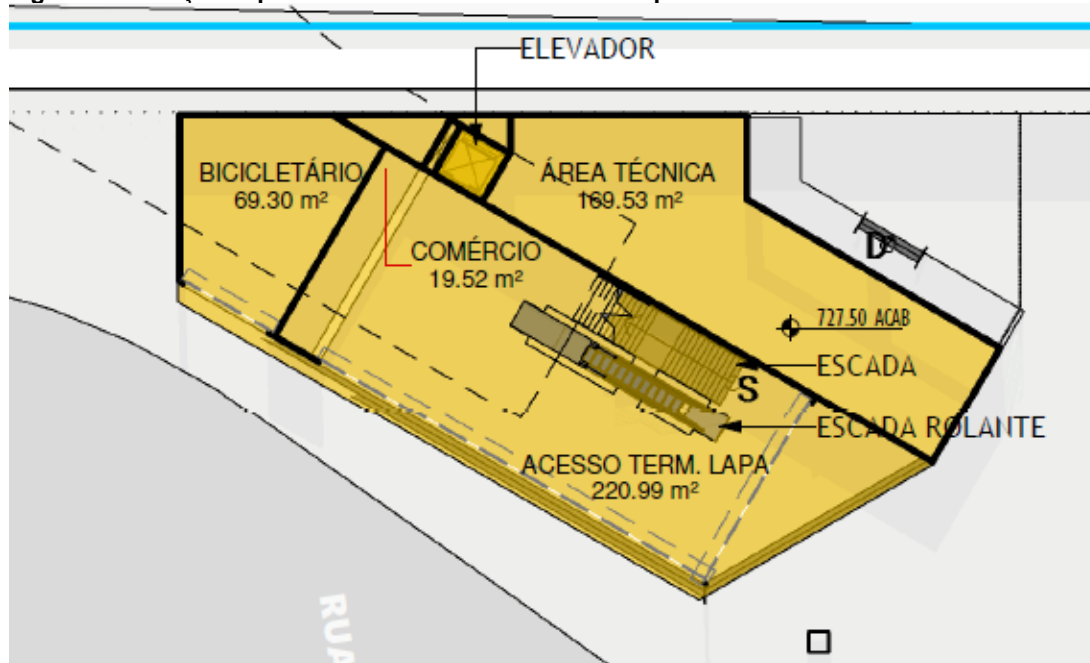 ELEVADOR
BICICLETÁRIO
69.30 m²
ÁREA TÉCNICA
169.53 m²
COMÉRCIO
19.52 m²
D
727.50 ACAB
ESCADA
S
ESCADA ROLANTE
ACESSO TERM. LAPA
220.99 m²
RUA